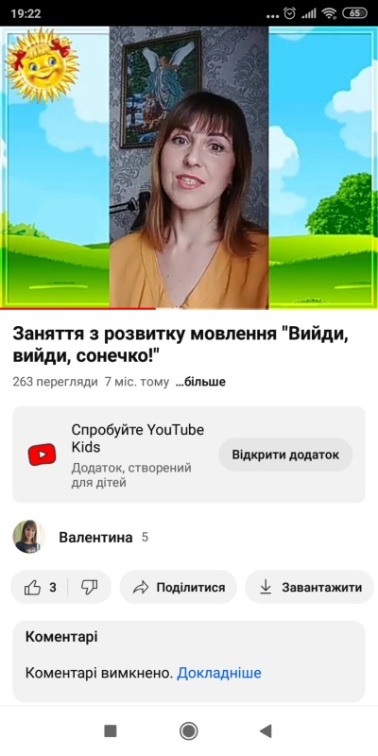 19:22
65
Заняття з розвитку мовлення "Вийди,
вийди, сонечко!"
263 перегляди 7 міс. тому ...більше
Спробуйте YouTube
Kids
Додаток, створений
для дітей
Відкрити додаток
Валентина 5
3
Поділитися
Завантажити
Коментарі
Коментарі вимкнено. Докладніше